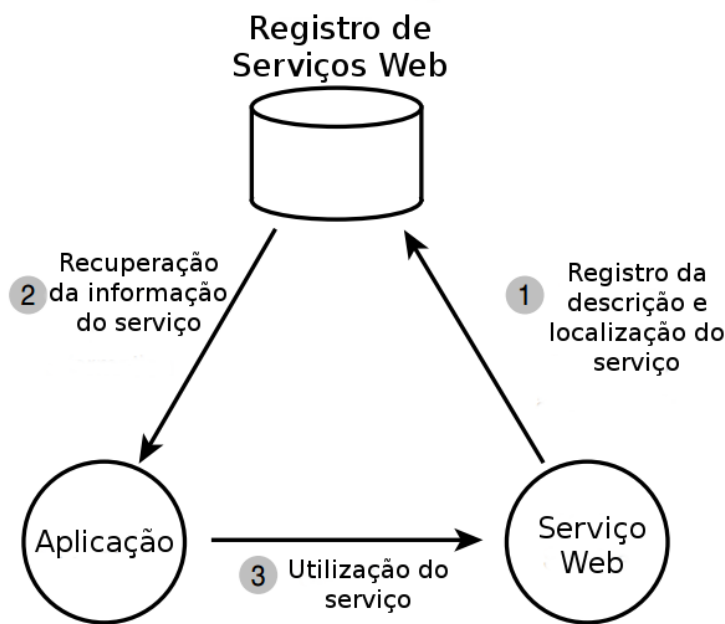 Registro de
Serviços Web
2
Recuperação
da informação
do serviço
1
Registro da
descrição e
localização do
serviço
Aplicação
3
Utilização do
serviço
Serviço
Web